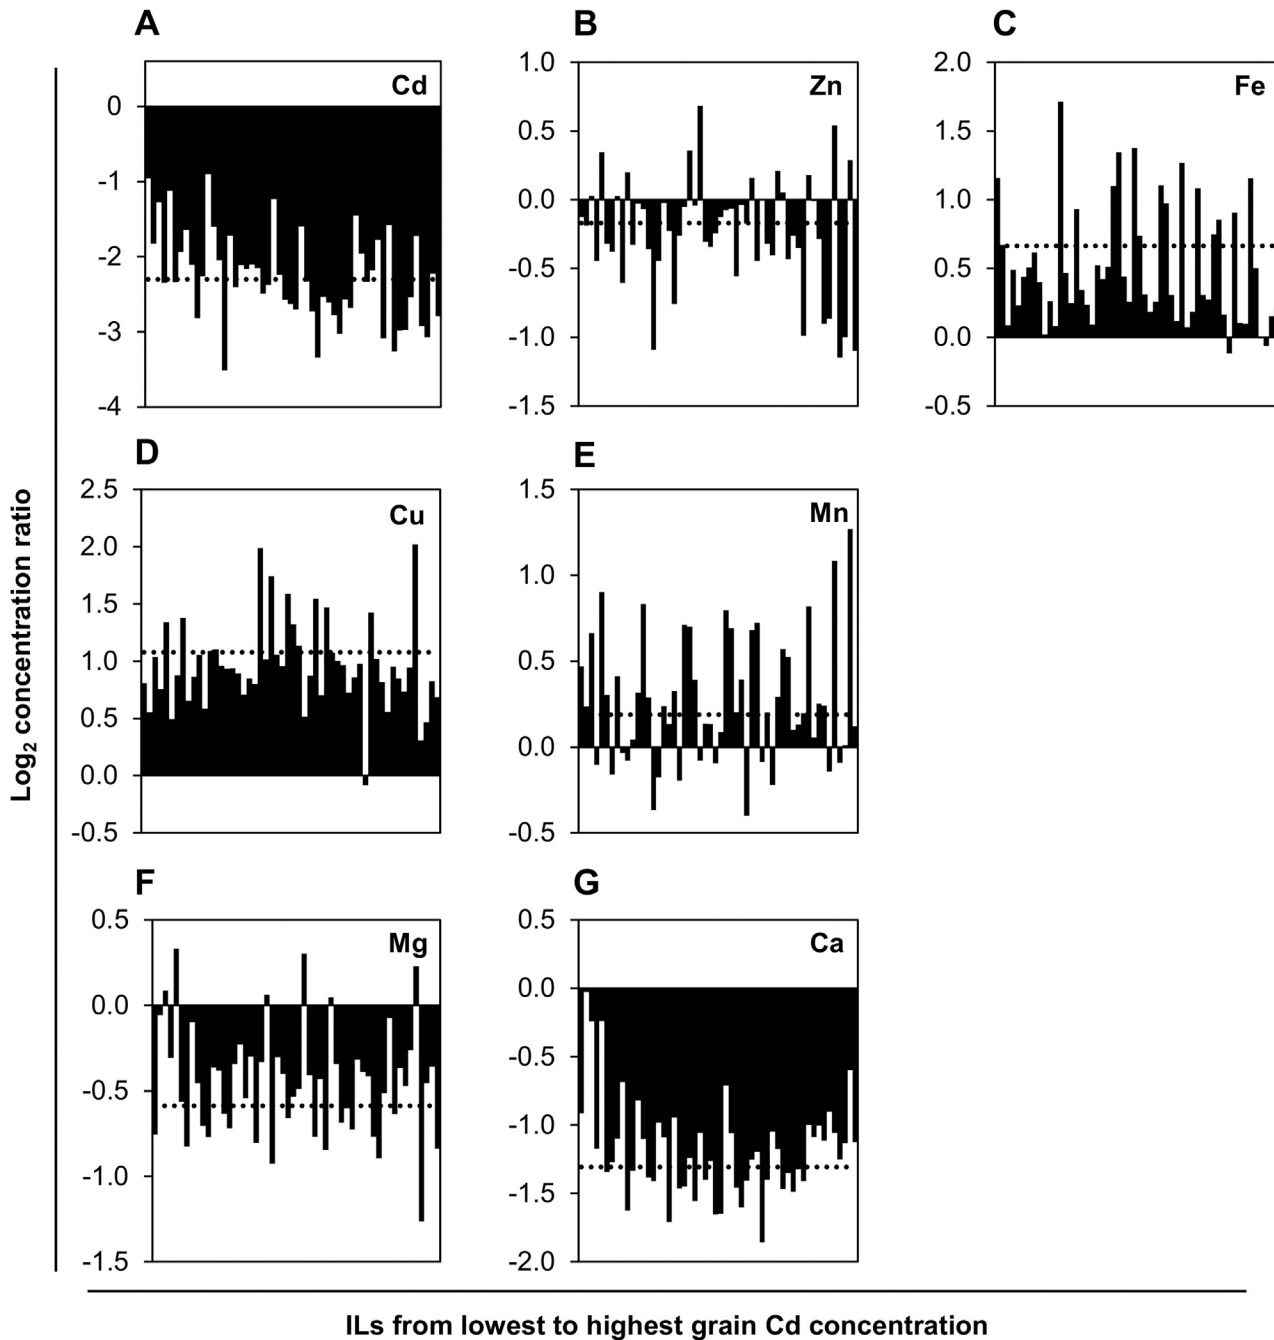 A
B
C
Cd
0
-1
-2
-3
-4
Zn
1.0
0.5
0.0
-0.5
-1.0
-1.5
Fe
2.0
1.5
1.0
0.5
0.0
-0.5
D
E
Cu
2.5
2.0
1.5
1.0
0.5
0.0
-0.5
Mn
1.5
1.0
0.5
0.0
-0.5
F
G
Mg
0.5
0.0
-0.5
-1.0
-1.5
Ca
0.5
0.0
-0.5
-1.0
-1.5
-2.0
Log₂ concentration ratio
ILs from lowest to highest grain Cd concentration